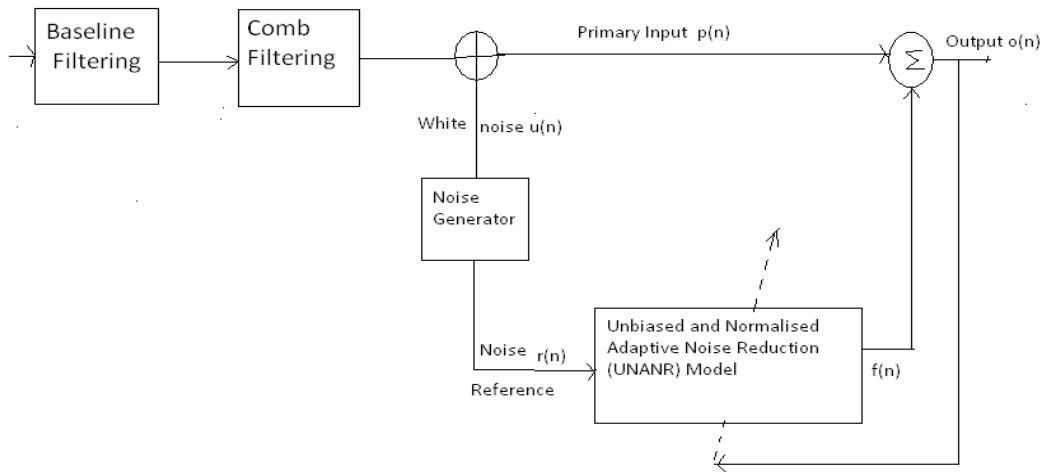 Baseline
Filtering
Comb
Filtering
Primary Input p(n)
Output o(n)
Σ
White noise u(n)
Noise
Generator
Noise r(n)
Reference
Unbiased and Normalised
Adaptive Noise Reduction
(UNANR) Model
f(n)